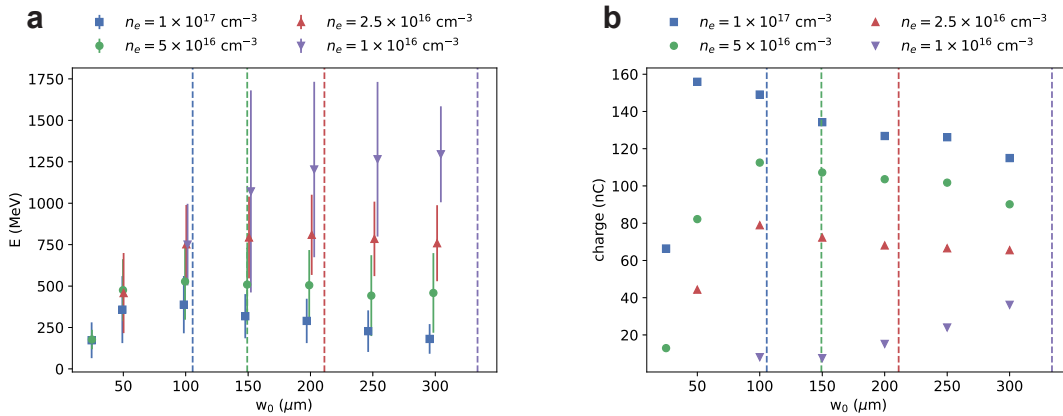 a
n_e = 1 × 10^17 cm^−3
n_e = 5 × 10^16 cm^−3
n_e = 2.5 × 10^16 cm^−3
n_e = 1 × 10^16 cm^−3
1750
1500
1250
1000
750
500
250
0
E (MeV)
50 100 150 200 250 300
w_0 (μm)
b
n_e = 1 × 10^17 cm^−3
n_e = 5 × 10^16 cm^−3
n_e = 2.5 × 10^16 cm^−3
n_e = 1 × 10^16 cm^−3
160
140
120
100
80
60
40
20
charge (nC)
50 100 150 200 250 300
w_0 (μm)